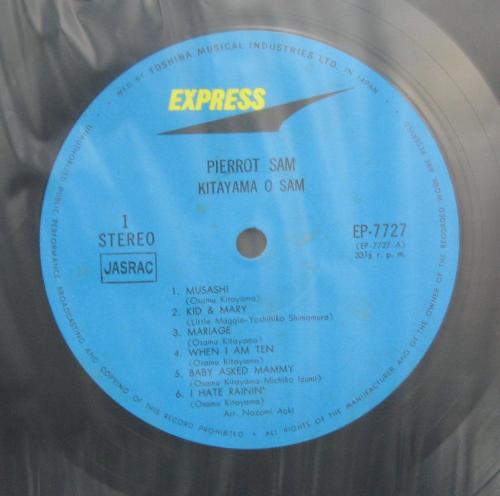 MFD. BY TOSHIBA MUSICAL INDUSTRIES LTD. IN JAPAN
EXPRESS
PIERROT SAM
KITAYAMA O SAM
1
STEREO
JASRAC
EP-7727
(EP-7727-A)
33⅓ r. p. m.
1. MUSASHI
(Osamu Kitayama)
2. KID & MARY
(Little Maggie-Yoshihiko Shimamura)
3. MARIAGE
(Osamu Kitayama)
4. WHEN I AM TEN
(Osamu Kitayama)
5. BABY ASKED MAMMY
(Osamu Kitayama-Michiko Izumi)
6. I HATE RAININ'
(Osamu Kitayama)
Arr. Nozomi Aoki
UNAUTHORIZED PUBLIC PERFORMANCE BROADCASTING AND COPYING OF THIS RECORD PROHIBITED • ALL RIGHTS OF THE MANUFACTURER AND OF THE OWNER OF THE RECORDED WORK ARE RECORDED